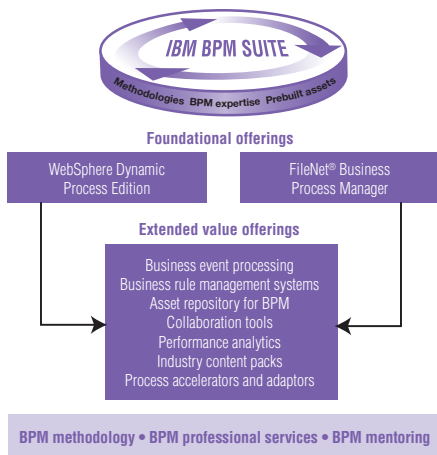 IBM BPM SUITE
Methodologies BPM expertise Prebuilt assets
Foundational offerings
WebSphere Dynamic
Process Edition
FileNet® Business
Process Manager
Extended value offerings
Business event processing
Business rule management systems
Asset repository for BPM
Collaboration tools
Performance analytics
Industry content packs
Process accelerators and adaptors
BPM methodology • BPM professional services • BPM mentoring